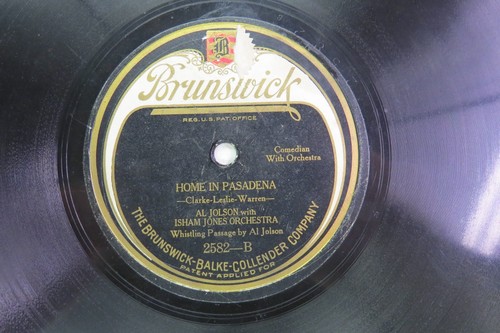 B
Brunswick
REG. U.S. PAT. OFFICE
Comedian
With Orchestra
HOME IN PASADENA
—Clarke-Leslie-Warren—
AL JOLSON with
ISHAM JONES ORCHESTRA
Whistling Passage by Al Jolson
2582—B
THE BRUNSWICK-BALKE-COLLENDER COMPANY
PATENT APPLIED FOR